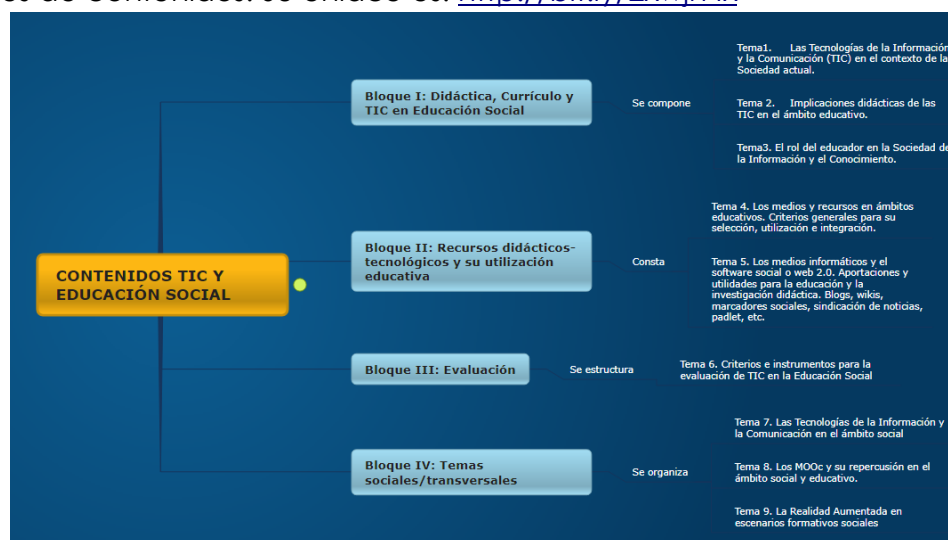 CONTENIDOS TIC Y
EDUCACIÓN SOCIAL
Bloque I: Didáctica, Currículo y
TIC en Educación Social
Se compone
Tema1. Las Tecnologías de la Información
y la Comunicación (TIC) en el contexto de la
Sociedad actual.
Tema 2. Implicaciones didácticas de las
TIC en el ámbito educativo.
Tema3. El rol del educador en la Sociedad de
la Información y el Conocimiento.
Bloque II: Recursos didácticos-
tecnológicos y su utilización
educativa
Consta
Tema 4. Los medios y recursos en ámbitos
educativos. Criterios generales para su
selección, utilización e integración.
Tema 5. Los medios informáticos y el
software social o web 2.0. Aportaciones y
utilidades para la educación y la
investigación didáctica. Blogs, wikis,
marcadores sociales, sindicación de noticias,
padlet, etc.
Bloque III: Evaluación
Se estructura
Tema 6. Criterios e instrumentos para la
evaluación de TIC en la Educación Social
Bloque IV: Temas
sociales/transversales
Se organiza
Tema 7. Las Tecnologías de la Información y
la Comunicación en el ámbito social
Tema 8. Los MOOc y su repercusión en el
ámbito social y educativo.
Tema 9. La Realidad Aumentada en
escenarios formativos sociales